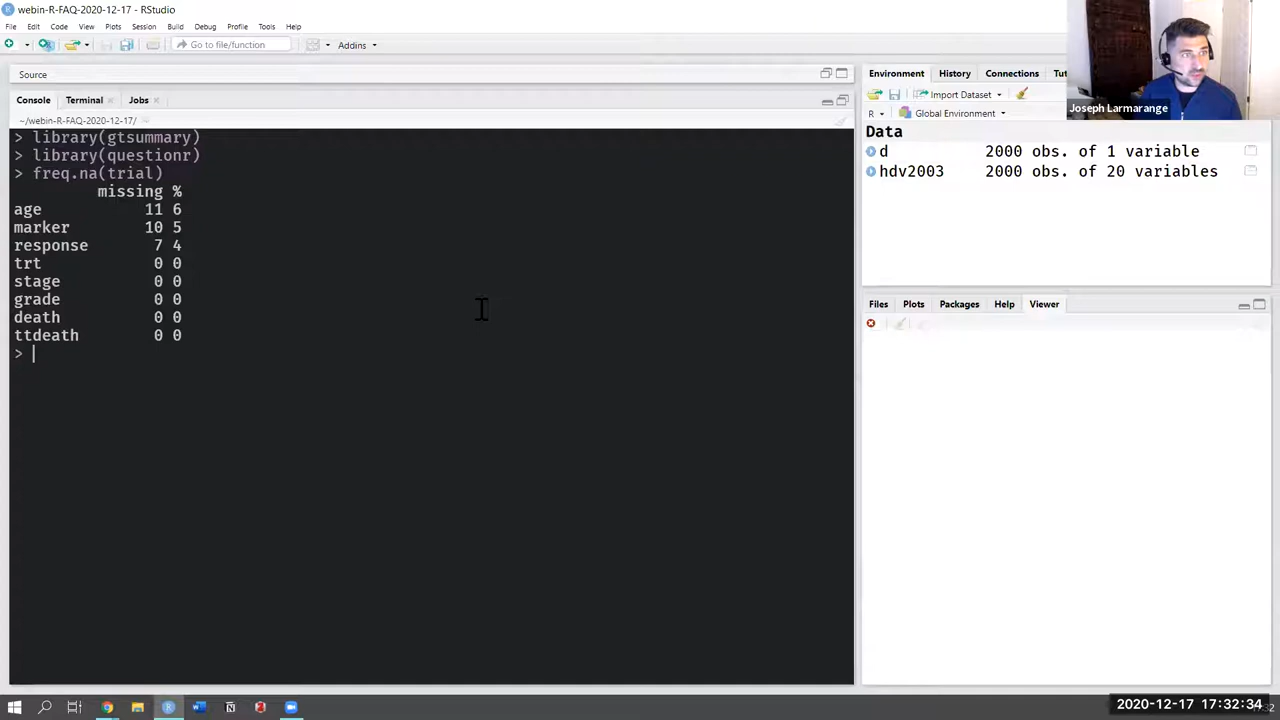 webin-R-FAQ-2020-12-17 - RStudio
File Edit Code View Plots Session Build Debug Profile Tools Help
Go to file/function Addins
Source
Console Terminal Jobs
~/webin-R-FAQ-2020-12-17/
> library(gtsummary)
> library(questionr)
> freq.na(trial)
missing %
age 11 6
marker 10 5
response 7 4
trt 0 0
stage 0 0
grade 0 0
death 0 0
ttdeath 0 0
>
Environment History Connections Tut
Import Dataset
R Global Environment
Data
d 2000 obs. of 1 variable
hdv2003 2000 obs. of 20 variables
Files Plots Packages Help Viewer
Joseph Larmarange
2020-12-17 17:32:34